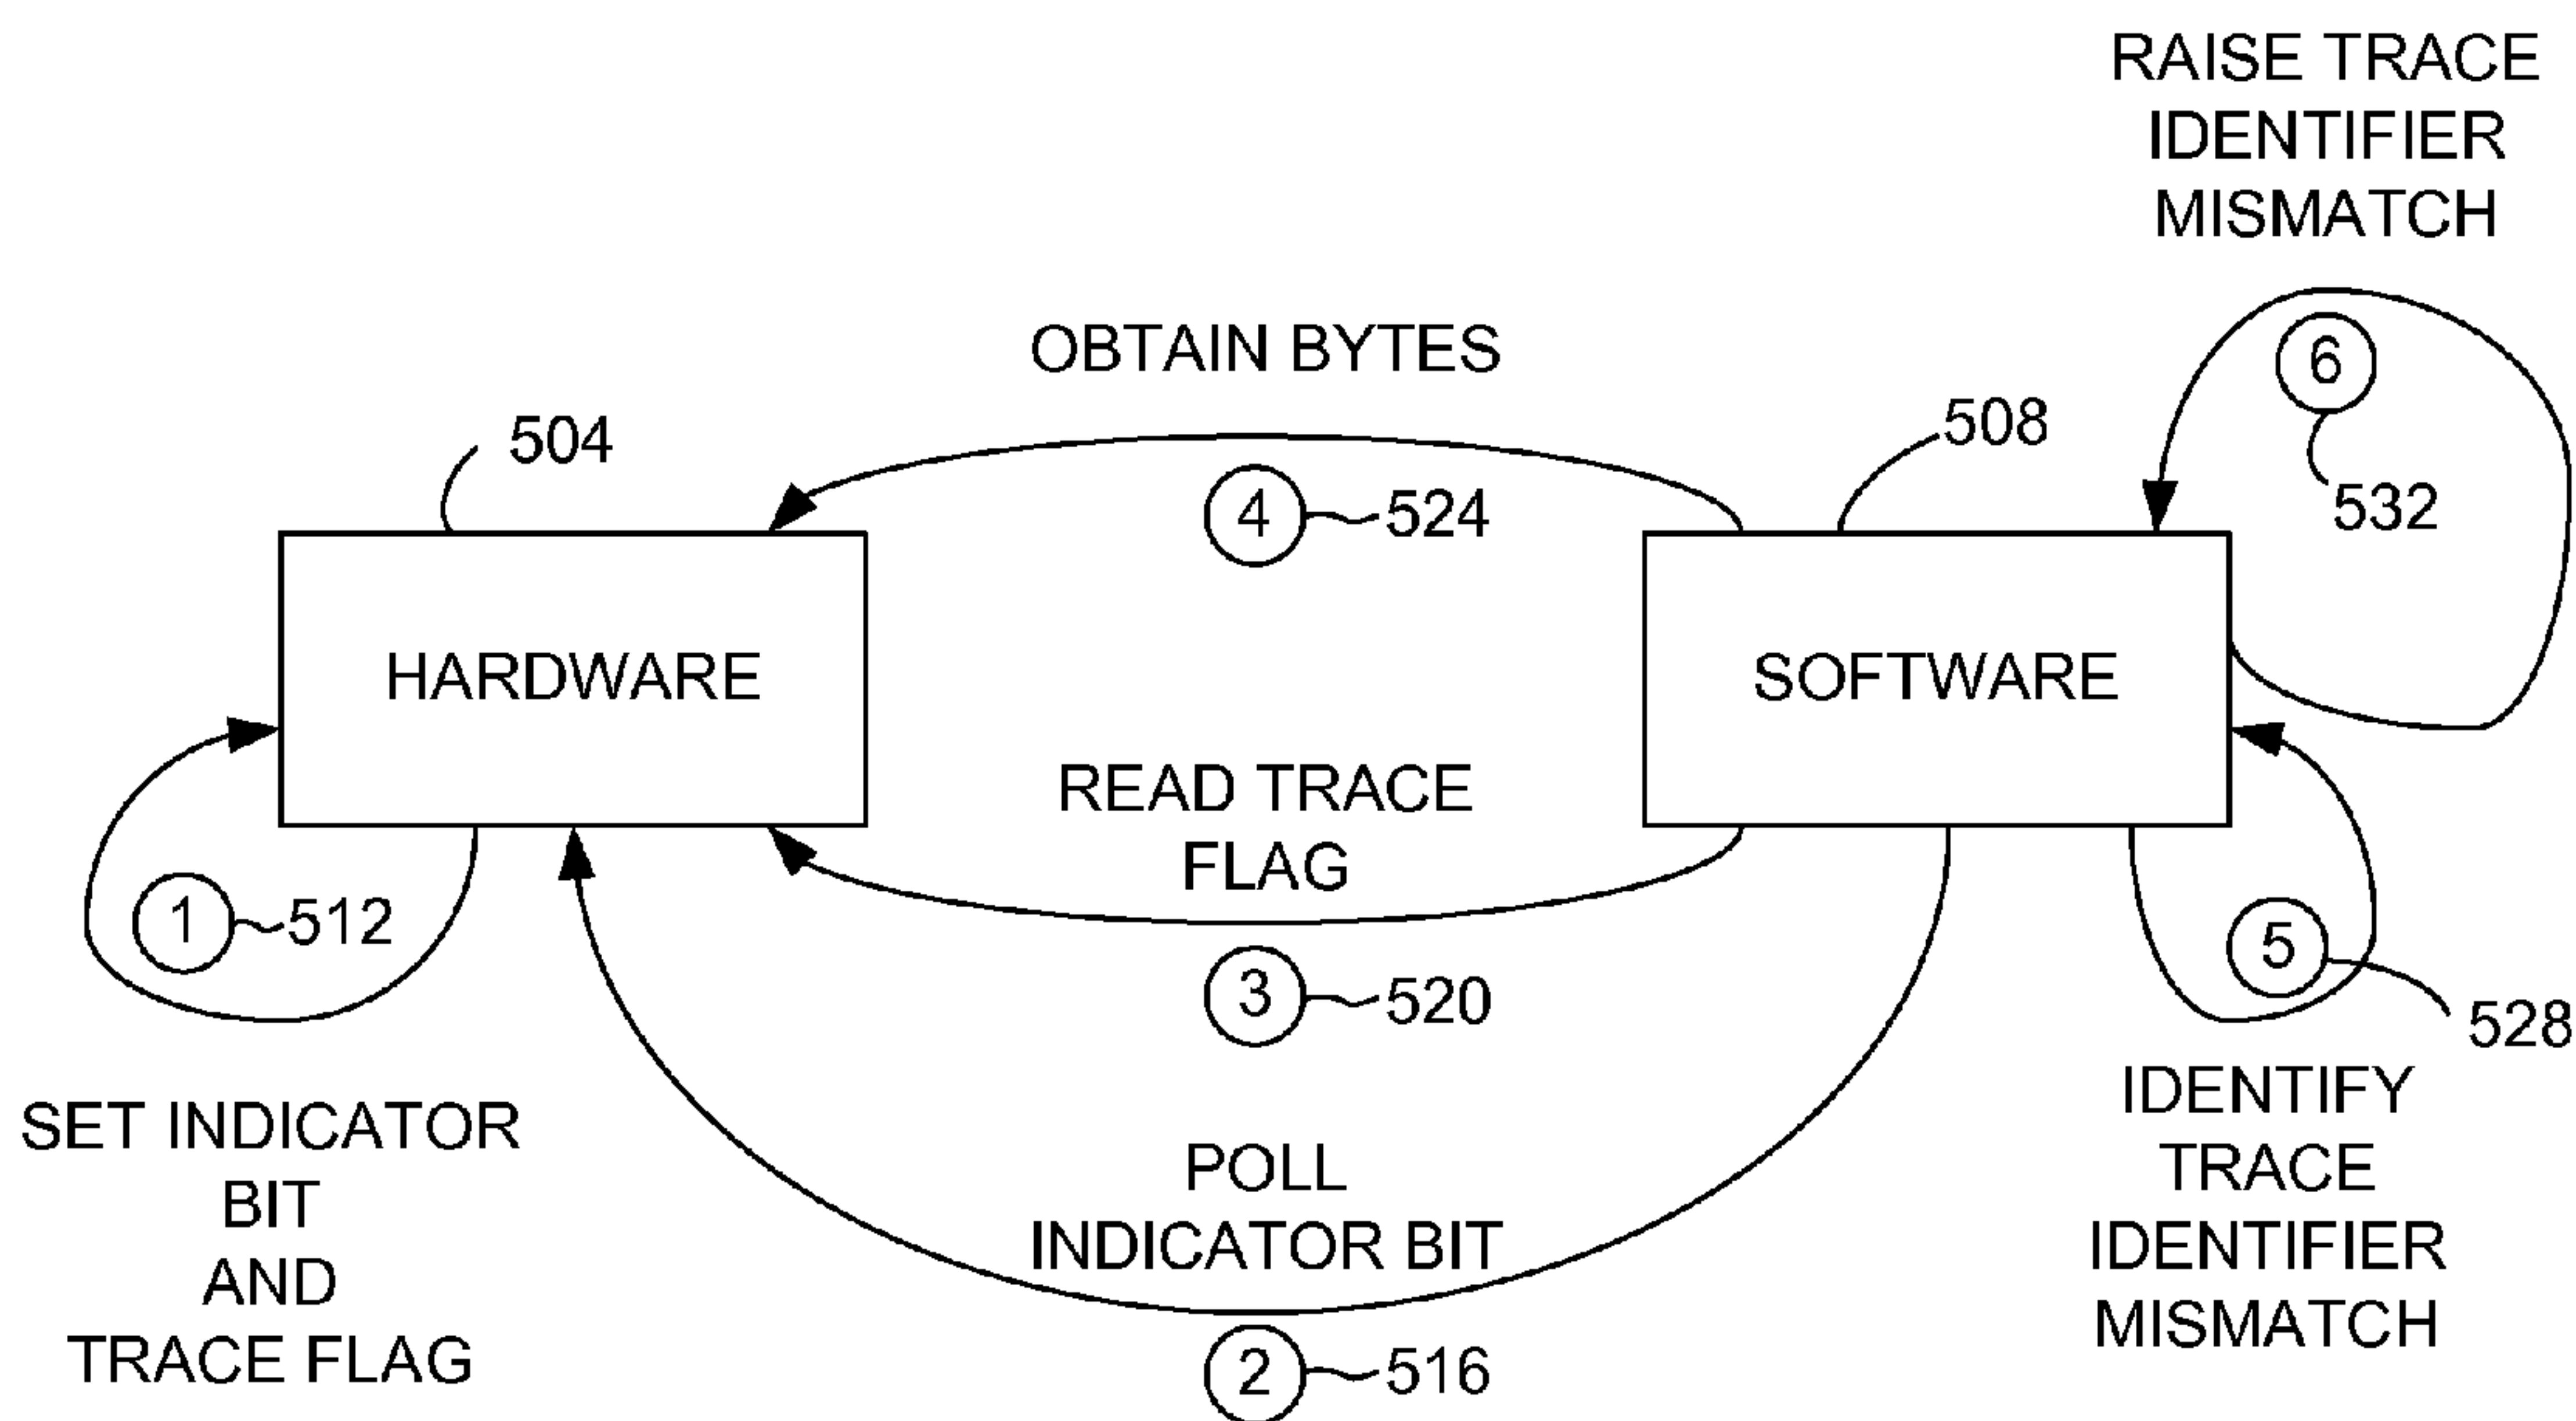 RAISE TRACE
IDENTIFIER
MISMATCH
OBTAIN BYTES
6
508
504
532
4
524
HARDWARE
SOFTWARE
READ TRACE
FLAG
1
512
5
3
520
528
SET INDICATOR
BIT
AND
TRACE FLAG
POLL
INDICATOR BIT
IDENTIFY
TRACE
IDENTIFIER
MISMATCH
2
516